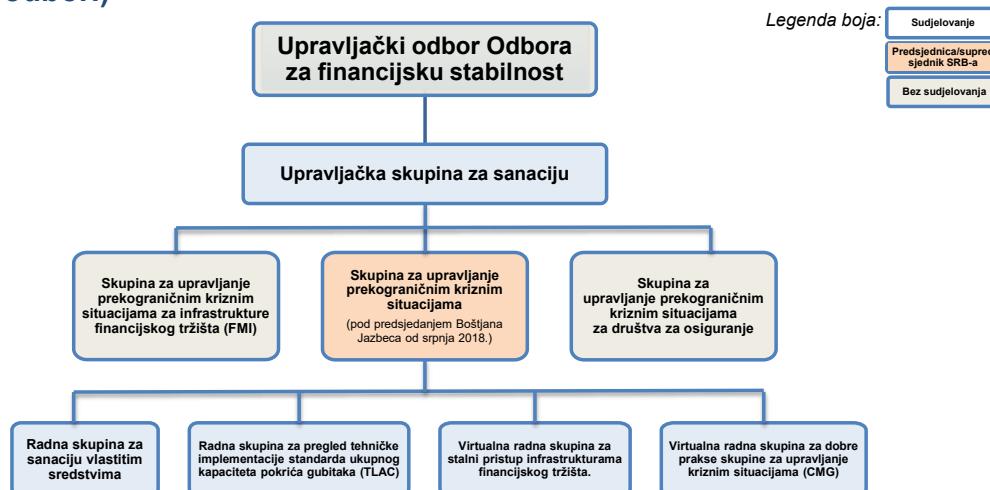 Legenda boja:
Sudjelovanje
Predsjednica/supred
sjednik SRB-a
Bez sudjelovanja
Upravljački odbor Odbora
za financijsku stabilnost
Upravljačka skupina za sanaciju
Skupina za upravljanje
prekograničnim kriznim
situacijama za infrastrukture
financijskog tržišta (FMI)
Skupina za upravljanje
prekograničnim kriznim
situacijama
(pod predsjedanjem Boštjana
Jazbeca od srpnja 2018.)
Skupina za
upravljanje prekograničnim
kriznim situacijama
za društva za osiguranje
Radna skupina za
sanaciju vlastitim
sredstvima
Radna skupina za pregled tehničke
implementacije standarda ukupnog
kapaciteta pokrića gubitaka (TLAC)
Virtualna radna skupina za
stalni pristup infrastrukturama
financijskog tržišta.
Virtualna radna skupina za dobre
prakse skupine za upravljanje
kriznim situacijama (CMG)